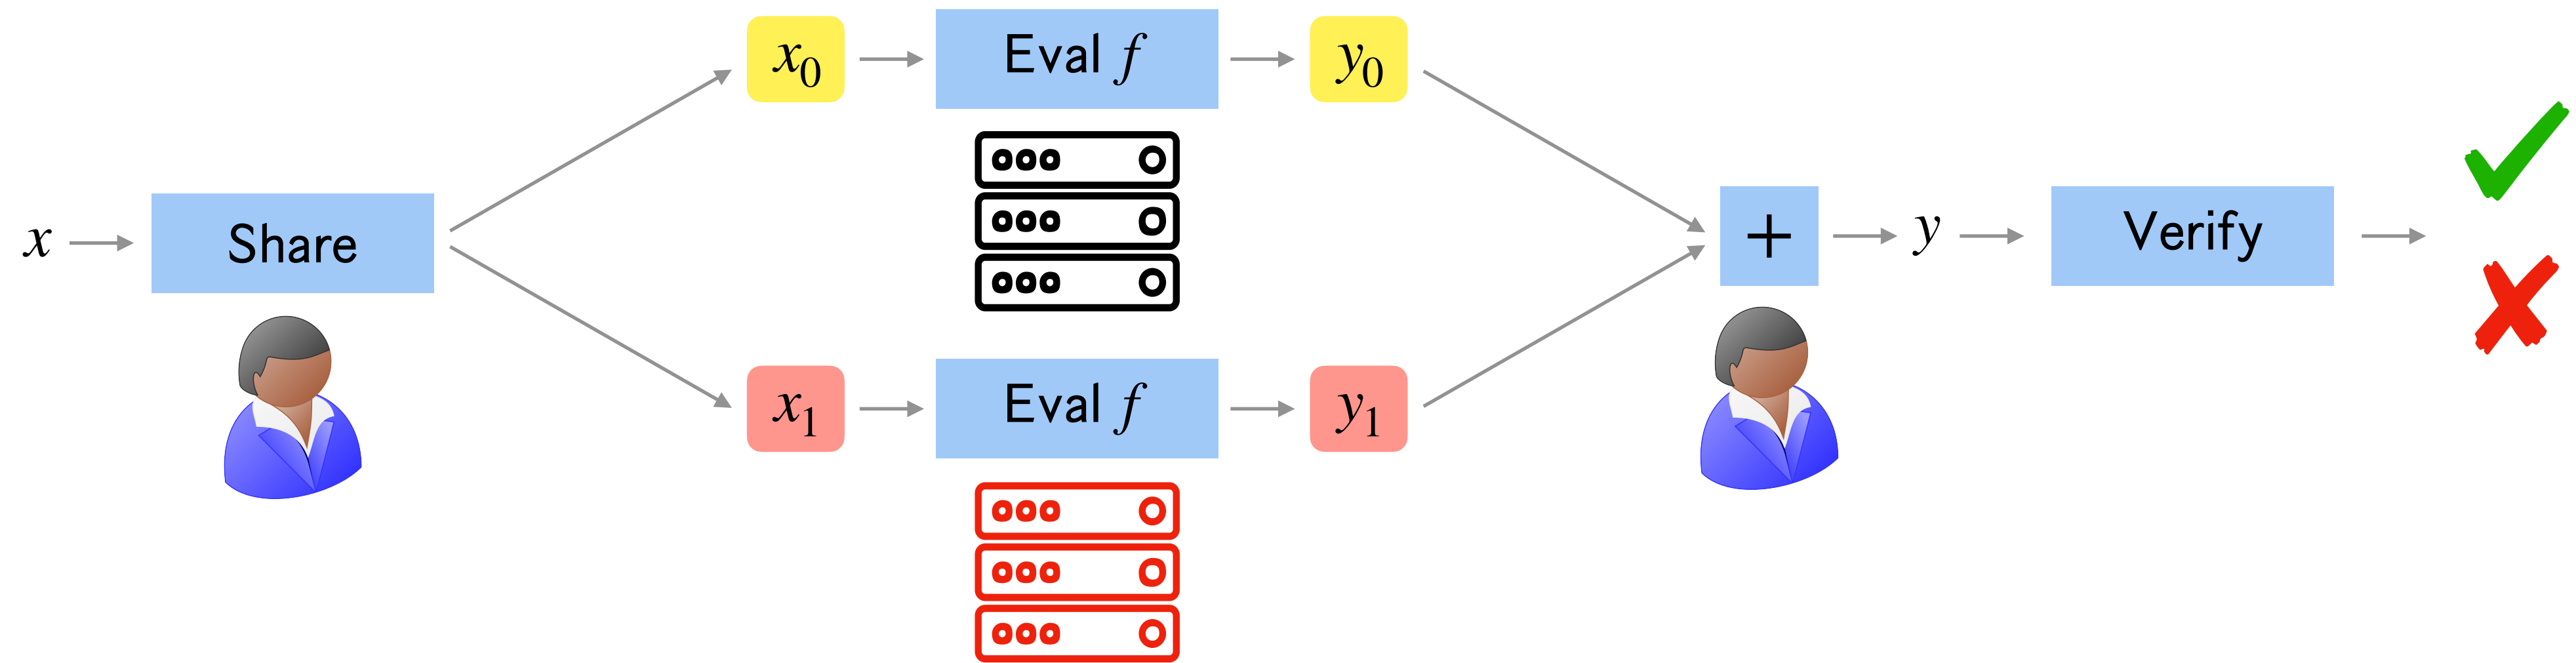 x
Share
x₀
Eval f
y₀
x₁
Eval f
y₁
+
y
Verify